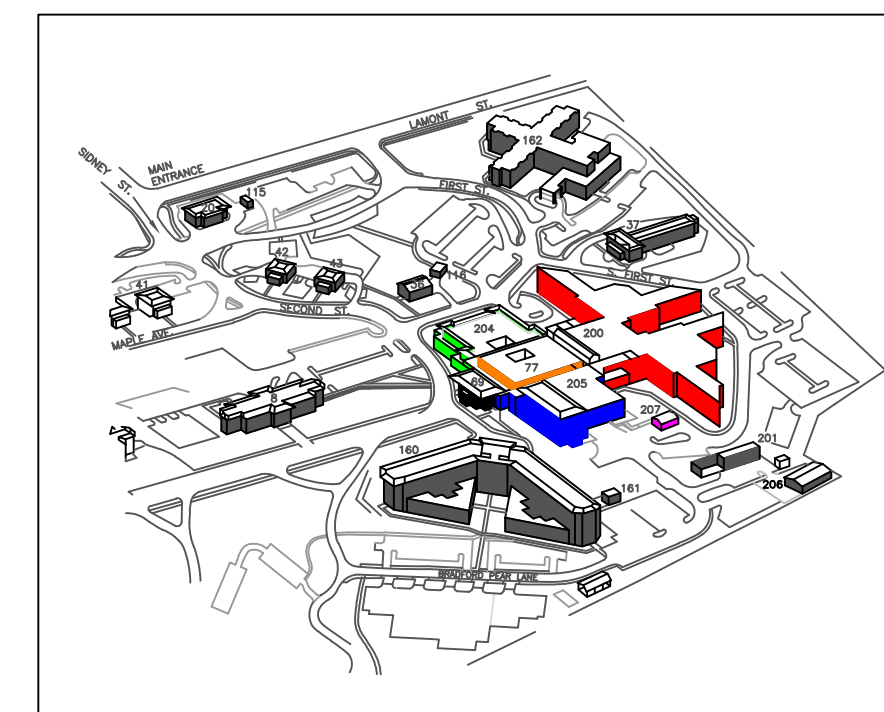 LAMONT ST.
162
SIDNEY ST.
MAIN
ENTRANCE
FIRST ST.
115
20
37
42
43
116
S. FIRST ST.
41
SECOND ST.
204
200
MAPLE AVE.
77
69
205
8
207
160
201
206
161
BRADFORD PEAR LANE